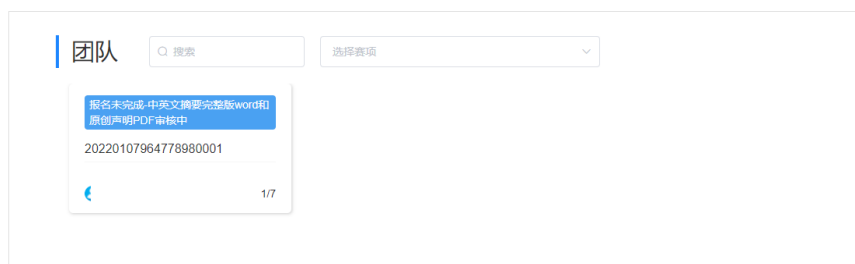 团队
搜索
选择赛项
报名未完成-中英文摘要完整版word和
原创声明PDF审核中
20220107964778980001
1/7